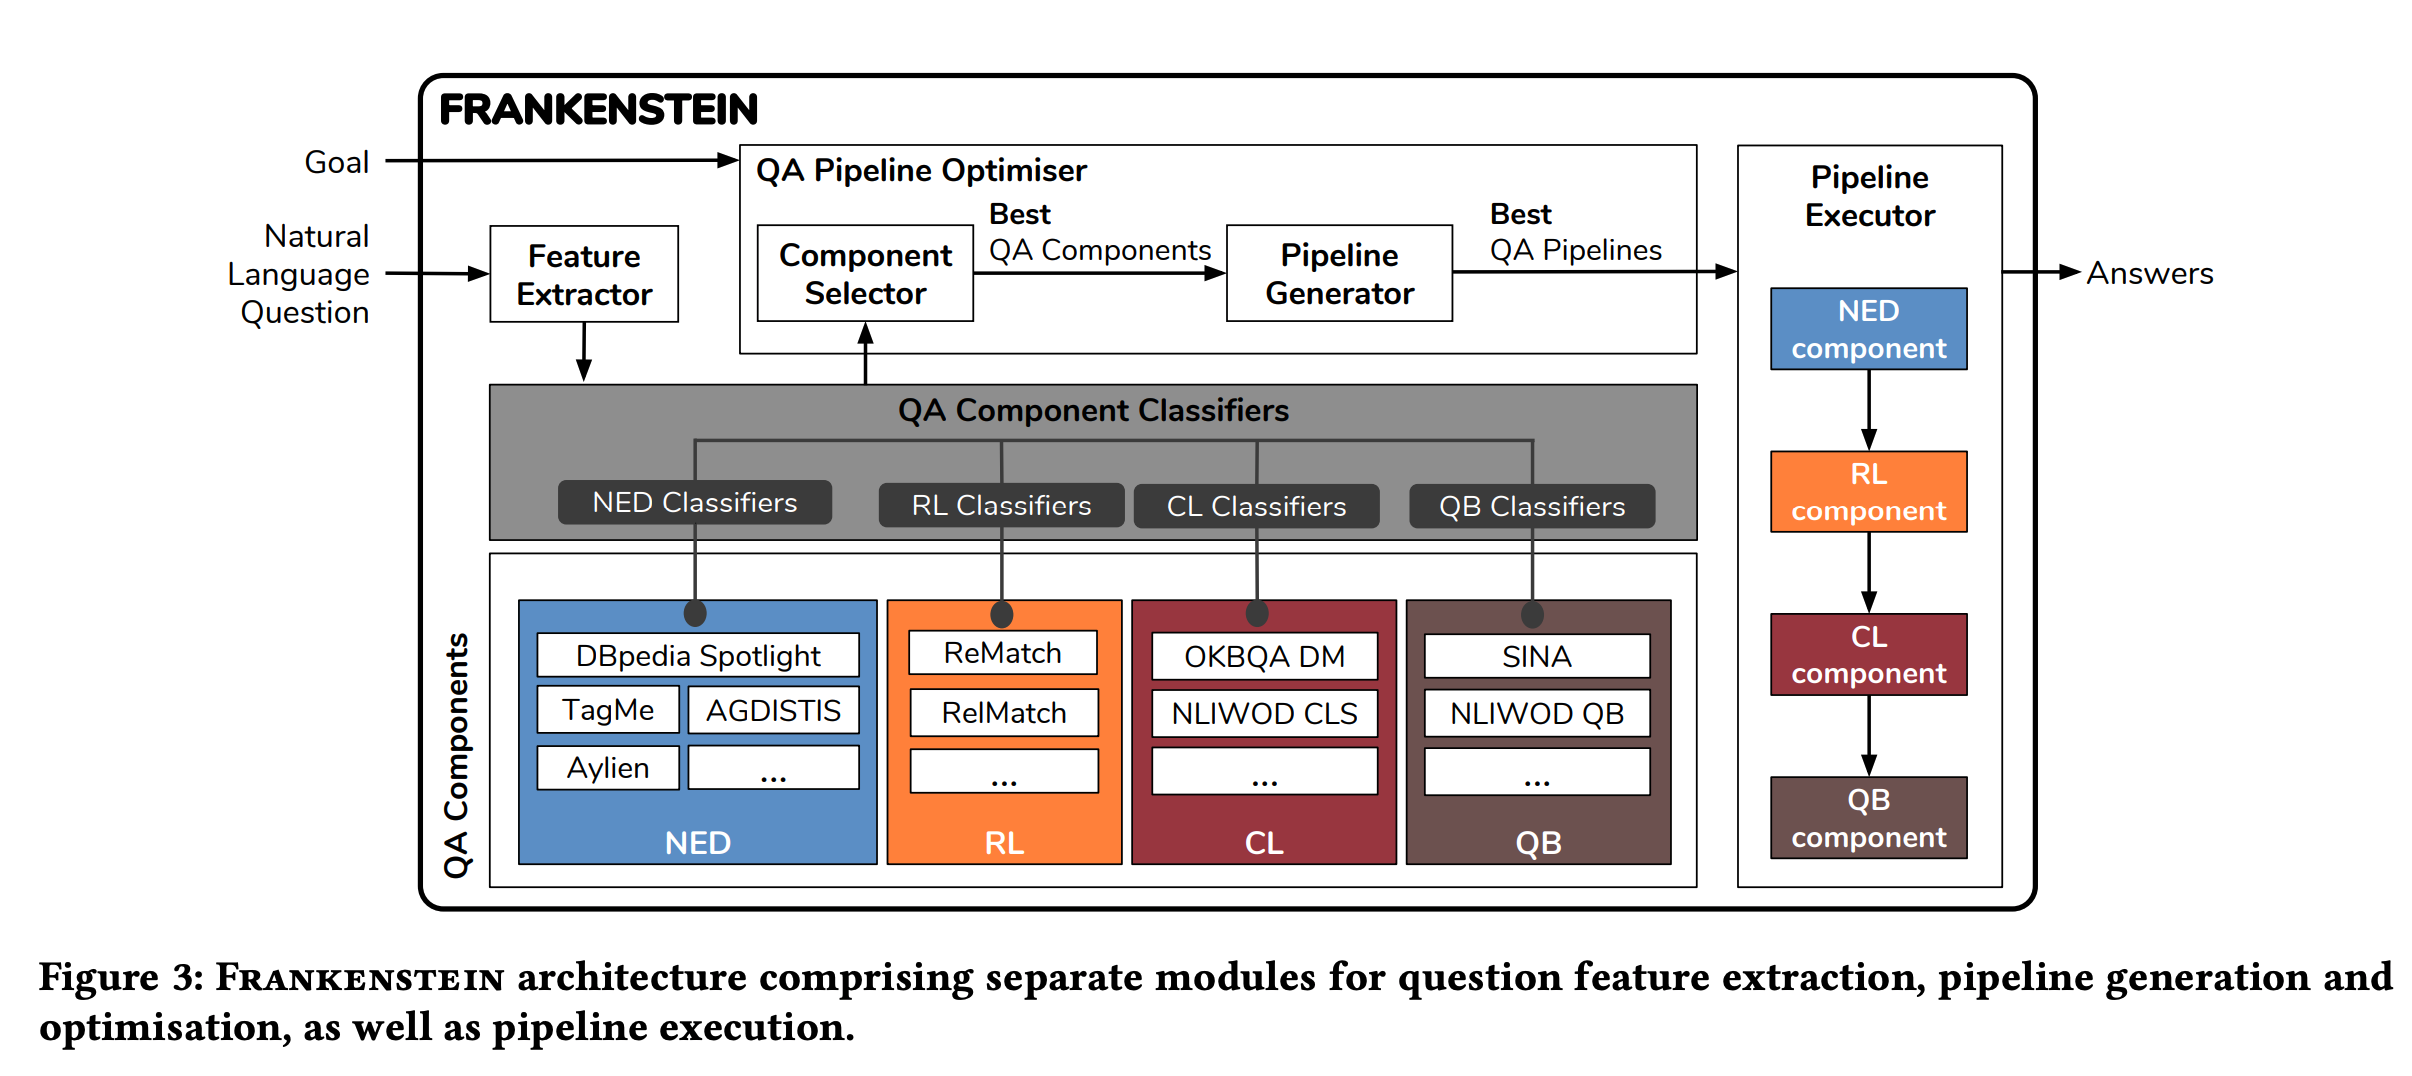 FRANKENSTEIN
Goal
Natural
Language
Question
Feature
Extractor
QA Pipeline Optimiser
Component
Selector
Best
QA Components
Pipeline
Generator
Best
QA Pipelines
Pipeline
Executor
NED
component
RL
component
CL
component
QB
component
Answers
QA Component Classifiers
NED Classifiers
RL Classifiers
CL Classifiers
QB Classifiers
QA Components
DBpedia Spotlight
TagMe
AGDISTIS
Aylien
...
NED
ReMatch
RelMatch
...
RL
OKBQA DM
NLIWOD CLS
...
CL
SINA
NLIWOD QB
...
QB
Figure 3: FRANKENSTEIN architecture comprising separate modules for question feature extraction, pipeline generation and
optimisation, as well as pipeline execution.